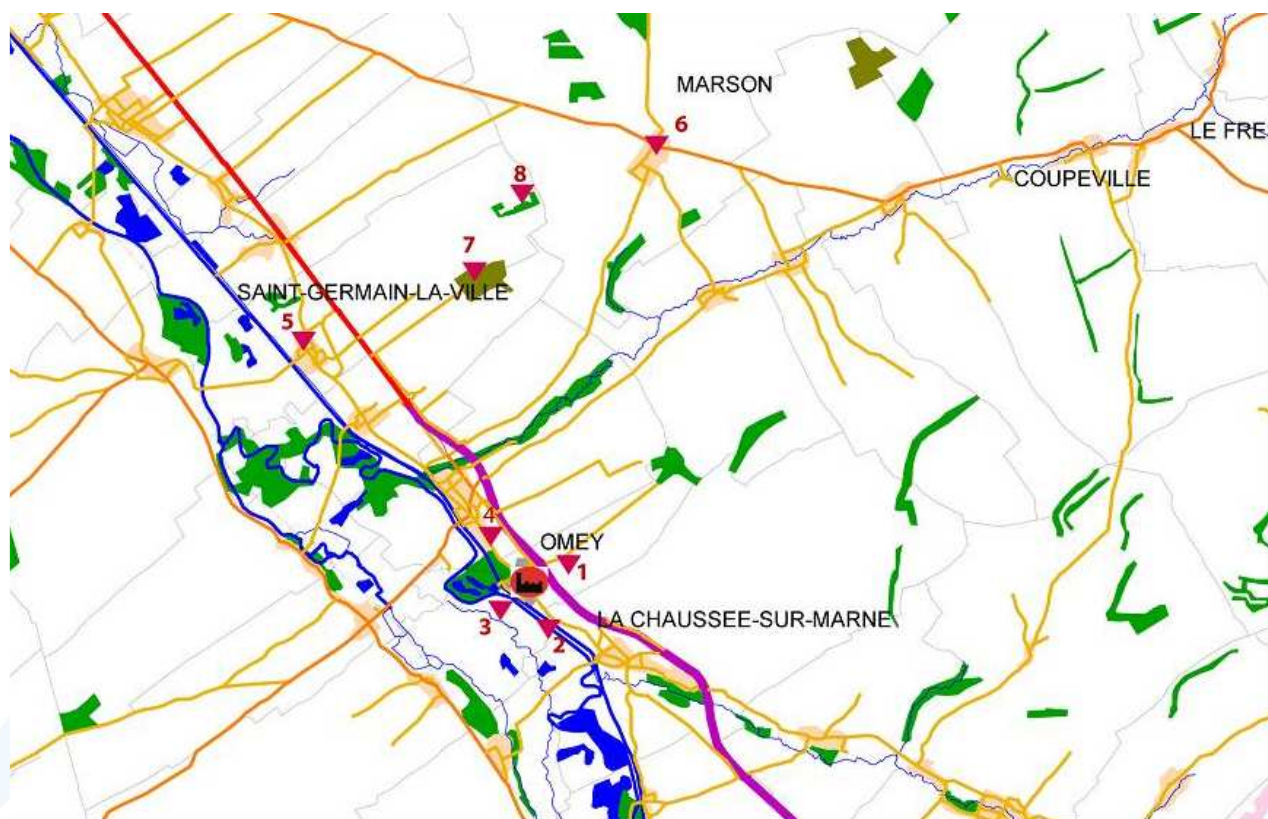 MARSON
6
LE FRE
8
COUPEVILLE
7
SAINT-GERMAIN-LA-VILLE
5
4
OMEY
1
3
2
LA CHAUSSEE-SUR-MARNE